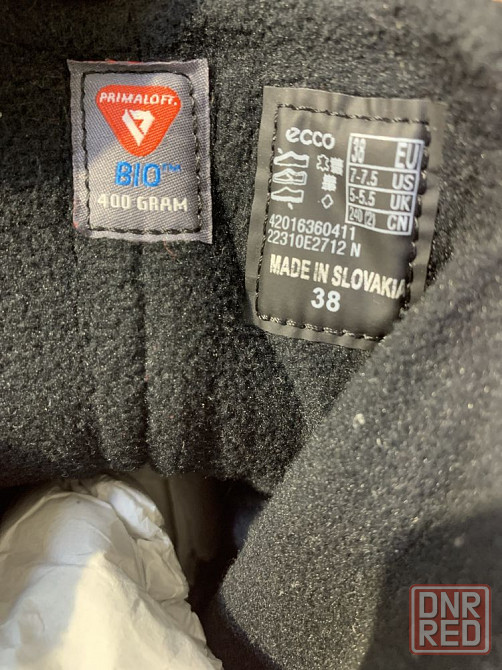 PRIMALOFT.
BIO™
400 GRAM
ecco
38 EU
7-7.5 US
5-5.5 UK
240 (2) CN
42016360411
22310E2712 N
MADE IN SLOVAKIA
38
DNR
RED